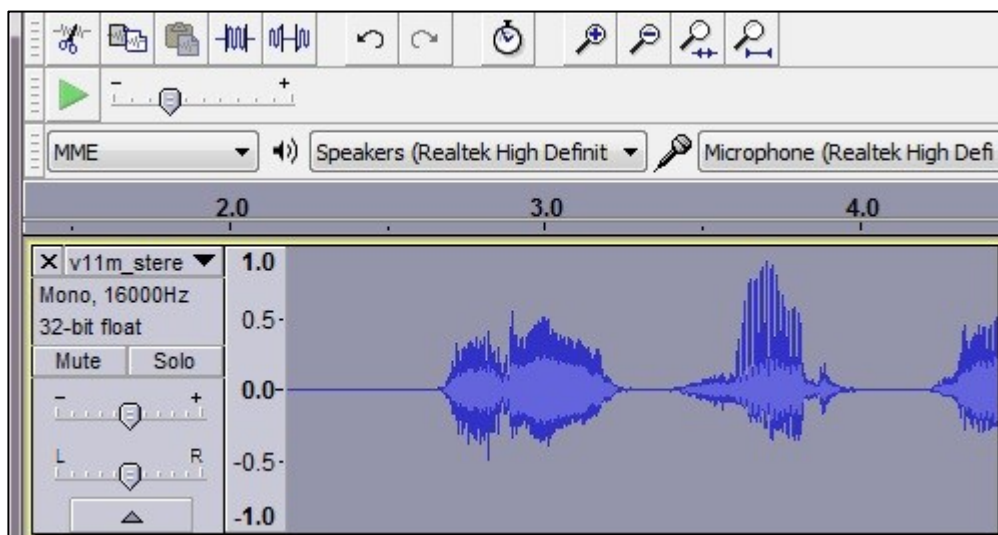 - +
MME Speakers (Realtek High Definit Microphone (Realtek High Defi
2.0 3.0 4.0
X v11m_stere 1.0
Mono, 16000Hz
32-bit float 0.5-
Mute Solo
- + 0.0-
L R -0.5-
-1.0